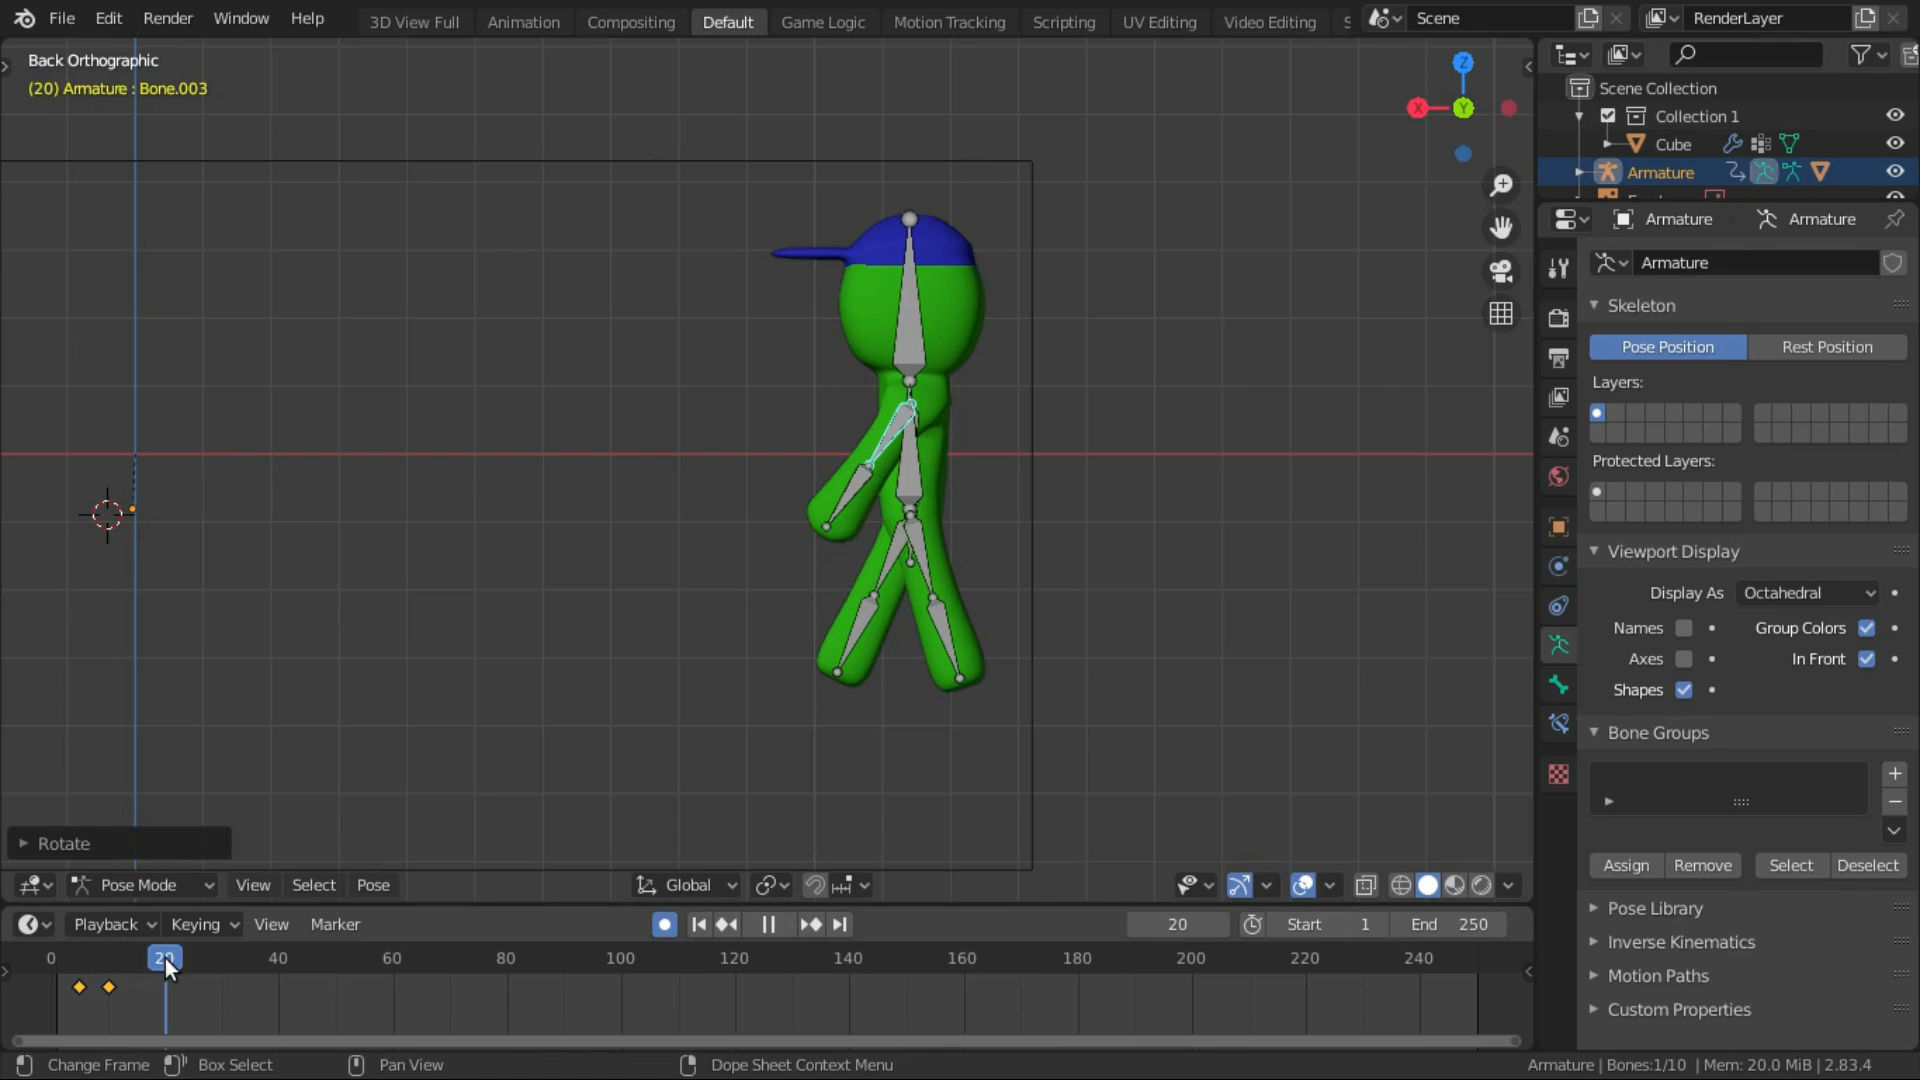 File Edit Render Window Help 3D View Full Animation Compositing Default Game Logic Motion Tracking Scripting UV Editing Video Editing S Scene RenderLayer
Back Orthographic
(20) Armature : Bone.003
Z
X Y
Scene Collection
Collection 1
Cube
Armature
Armature Armature
Armature
Skeleton
Pose Position Rest Position
Layers:
Protected Layers:
Viewport Display
Display As Octahedral
Names Group Colors
Axes In Front
Shapes
Bone Groups
Assign Remove Select Deselect
Pose Library
Inverse Kinematics
Motion Paths
Custom Properties
Rotate
Pose Mode View Select Pose Global
Playback Keying View Marker 20 Start 1 End 250
0 20 40 60 80 100 120 140 160 180 200 220 240
Change Frame Box Select Pan View Dope Sheet Context Menu Armature | Bones:1/10 | Mem: 20.0 MiB | 2.83.4